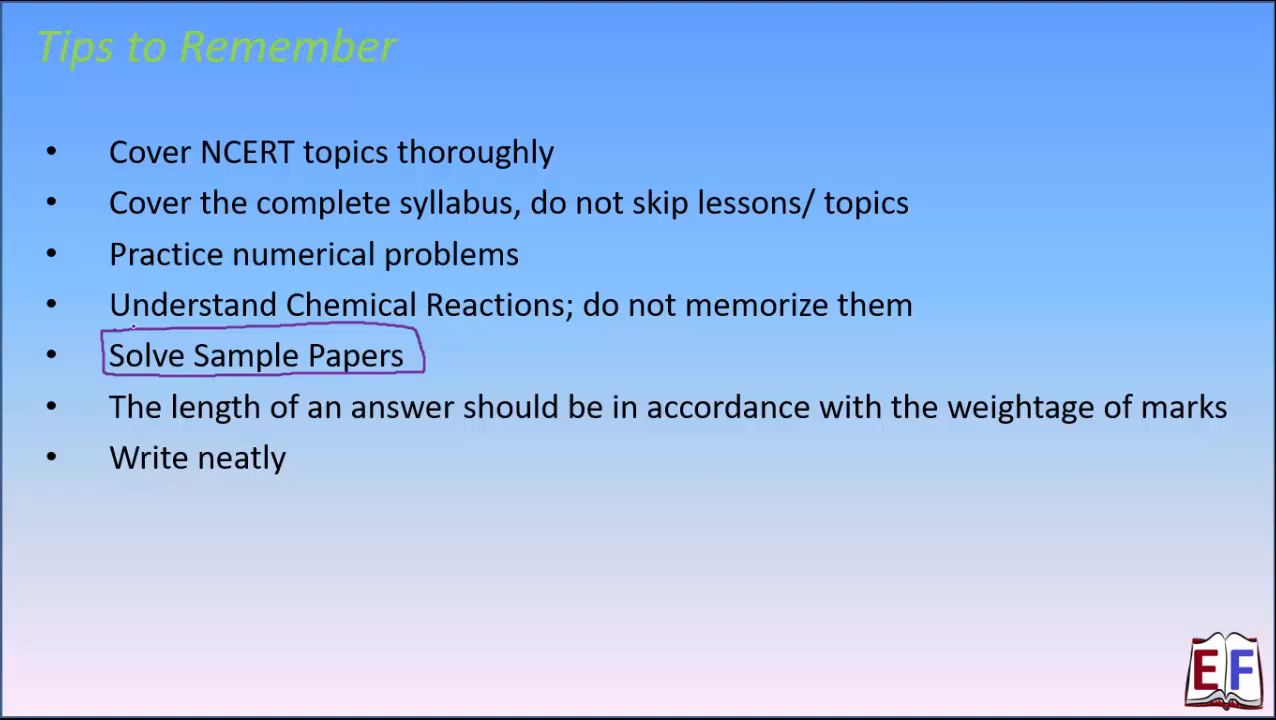 Tips to Remember
• Cover NCERT topics thoroughly
• Cover the complete syllabus, do not skip lessons/ topics
• Practice numerical problems
• Understand Chemical Reactions; do not memorize them
• Solve Sample Papers
• The length of an answer should be in accordance with the weightage of marks
• Write neatly
EF